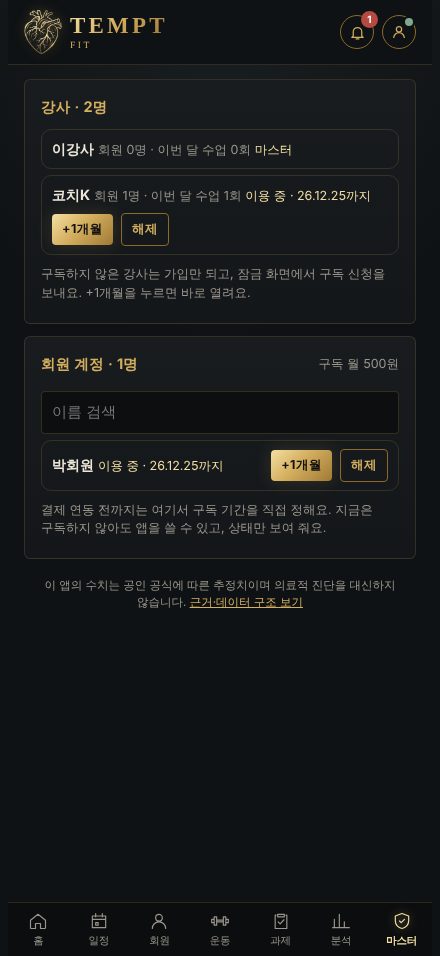 TEMPT
FIT
1
강사 · 2명
이강사 회원 0명 · 이번 달 수업 0회 마스터
코치K 회원 1명 · 이번 달 수업 1회 이용 중 · 26.12.25까지
+1개월 해제
구독하지 않은 강사는 가입만 되고, 잠금 화면에서 구독 신청을
보내요. +1개월을 누르면 바로 열려요.
회원 계정 · 1명 구독 월 500원
이름 검색
박회원 이용 중 · 26.12.25까지 +1개월 해제
결제 연동 전까지는 여기서 구독 기간을 직접 정해요. 지금은
구독하지 않아도 앱을 쓸 수 있고, 상태만 보여 줘요.
이 앱의 수치는 공인 공식에 따른 추정치이며 의료적 진단을 대신하지
않습니다. 근거·데이터 구조 보기
홈 일정 회원 운동 과제 분석 마스터